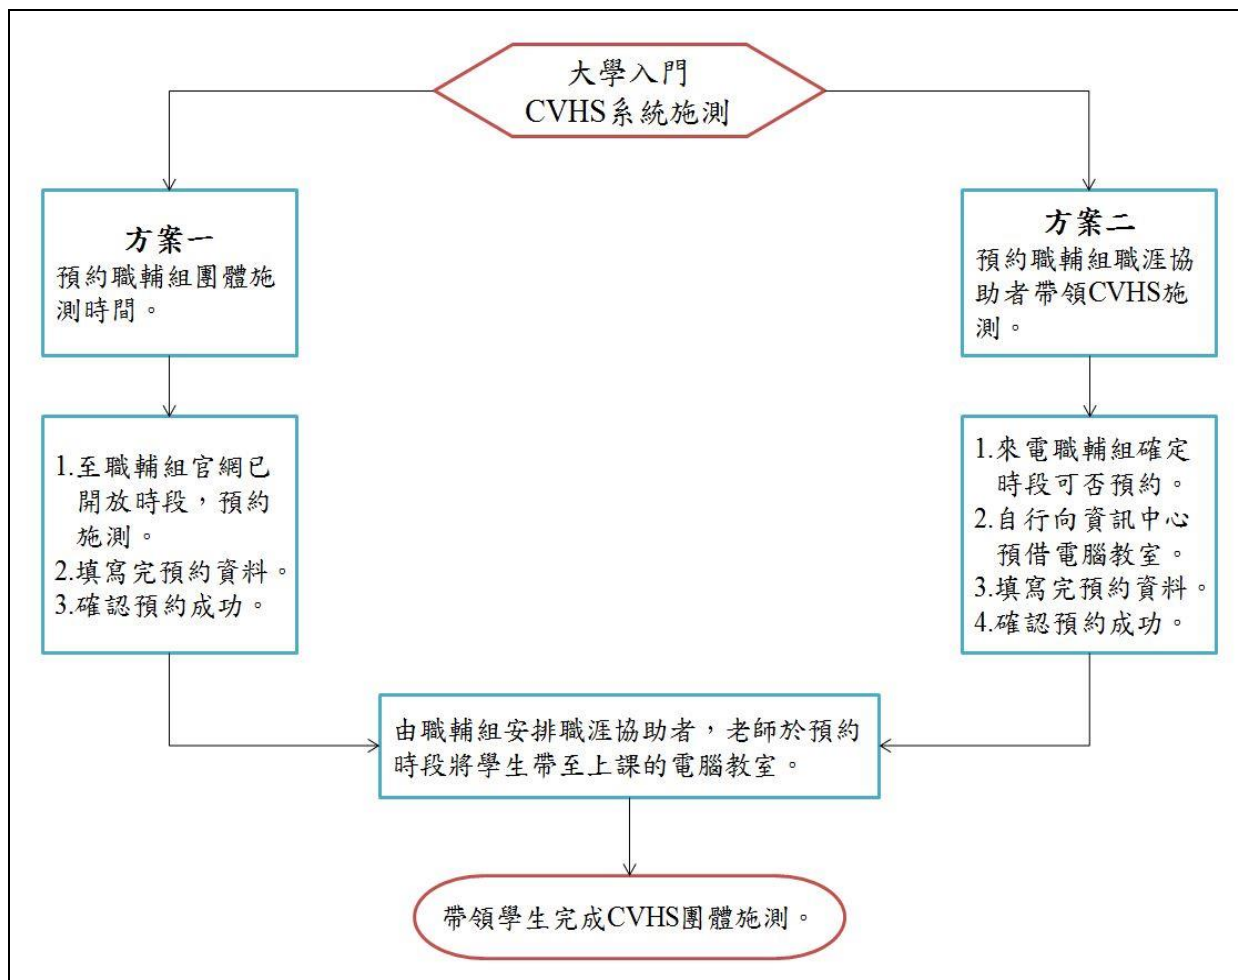 大學入門
CVHS系統施測
方案一
預約職輔組團體施
測時間。
方案二
預約職輔組職涯協
助者帶領CVHS施
測。
1.至職輔組官網已
開放時段，預約
施測。
2.填寫完預約資料。
3.確認預約成功。
1.來電職輔組確定
時段可否預約。
2.自行向資訊中心
預借電腦教室。
3.填寫完預約資料。
4.確認預約成功。
由職輔組安排職涯協助者，老師於預約
時段將學生帶至上課的電腦教室。
帶領學生完成CVHS團體施測。